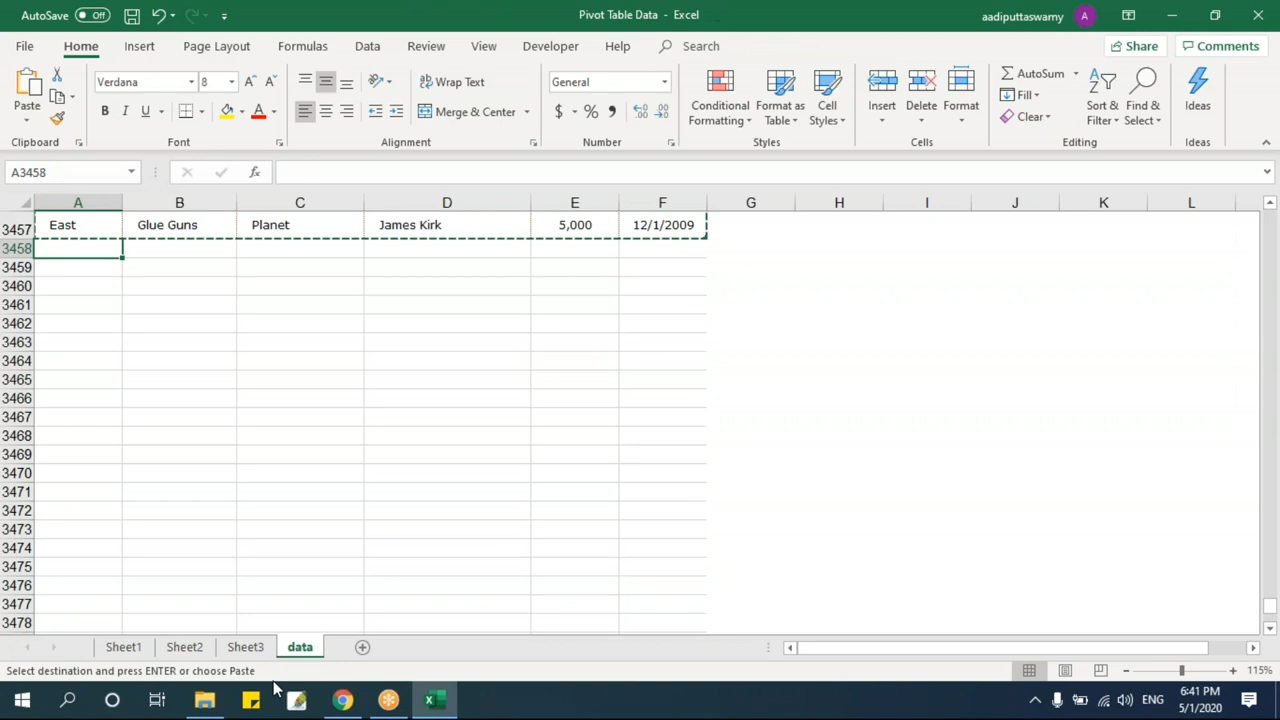 AutoSave Off
Pivot Table Data - Excel
aadiputtaswamy A
File Home Insert Page Layout Formulas Data Review View Developer Help Search Share Comments
Paste
Verdana 8
B I U
Wrap Text
Merge & Center
General
$ % ,
Conditional Formatting
Format as Table
Cell Styles
Insert Delete Format
AutoSum
Fill
Clear
Sort & Filter
Find & Select
Ideas
Clipboard Font Alignment Number Styles Cells Editing Ideas
A3458 fx
A B C D E F G H I J K L
3457 East Glue Guns Planet James Kirk 5,000 12/1/2009
3458
3459
3460
3461
3462
3463
3464
3465
3466
3467
3468
3469
3470
3471
3472
3473
3474
3475
3476
3477
3478
Sheet1 Sheet2 Sheet3 data
Select destination and press ENTER or choose Paste
115%
ENG
6:41 PM
5/1/2020